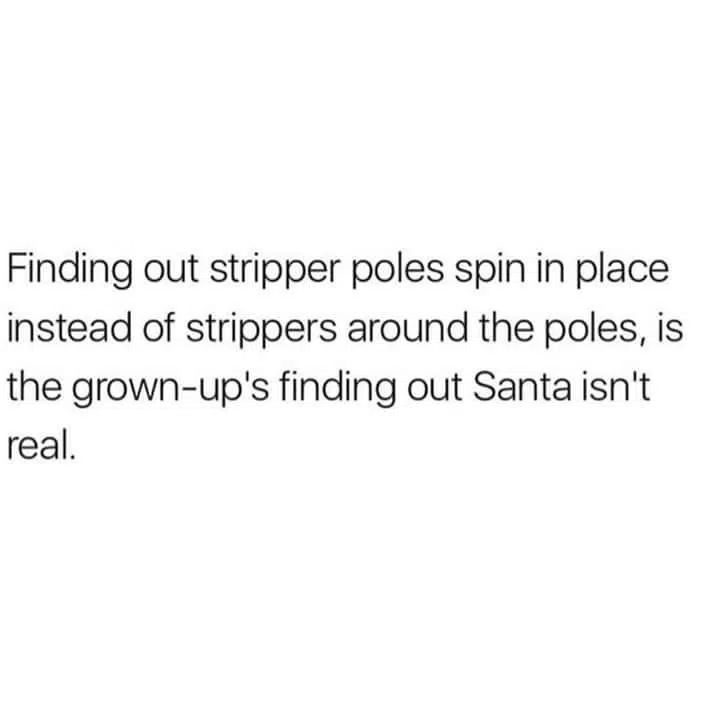 Finding out stripper poles spin in place
instead of strippers around the poles, is
the grown-up's finding out Santa isn't
real.